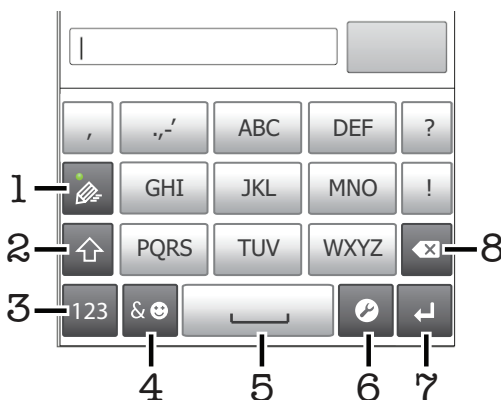 , .,-′ ABC DEF ?
1 GHI JKL MNO !
2 PQRS TUV WXYZ 8
3 123 &
4 5 6 7